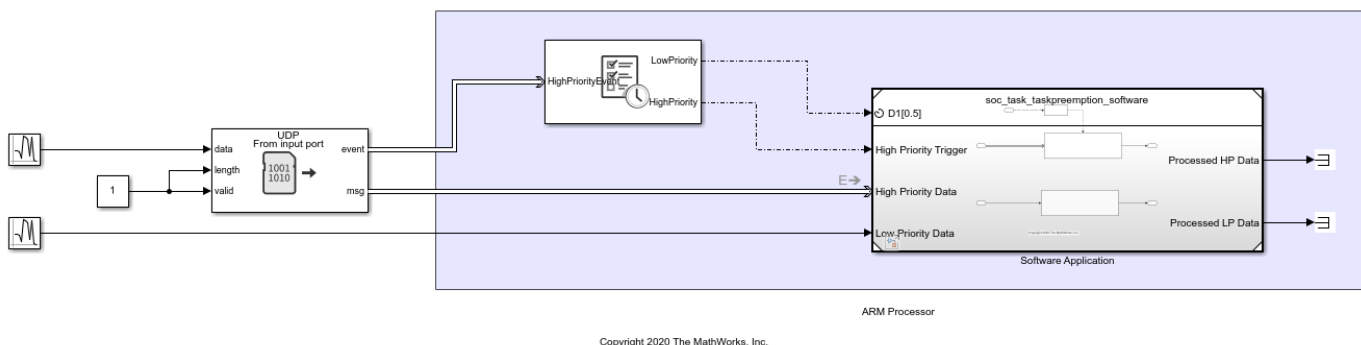 LowPriority
HighPriorityEvent
HighPriority
soc_task_taskpreemption_software
D1[0.5]
UDP
From input port
data
event
High Priority Trigger
Processed HP Data
length
1001
1010
1
valid
msg
E
High Priority Data
Processed LP Data
Low Priority Data
Software Application
ARM Processor
Copyright 2020 The MathWorks, Inc.